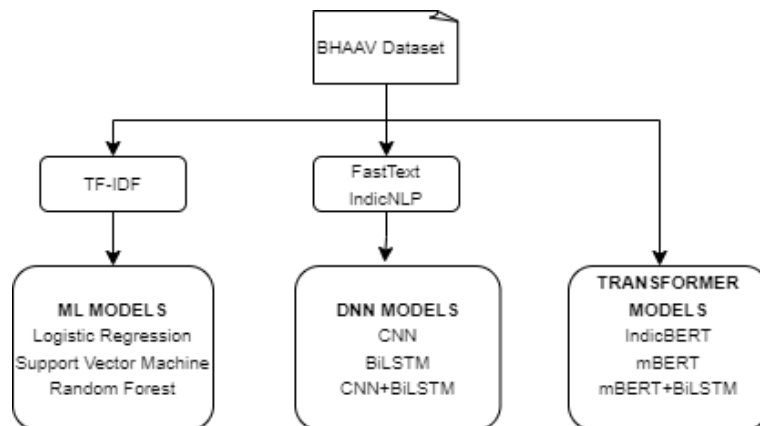 BHAAV Dataset
TF-IDF
FastText
IndicNLP
ML MODELS
Logistic Regression
Support Vector Machine
Random Forest
DNN MODELS
CNN
BiLSTM
CNN+BiLSTM
TRANSFORMER
MODELS
IndicBERT
mBERT
mBERT+BiLSTM